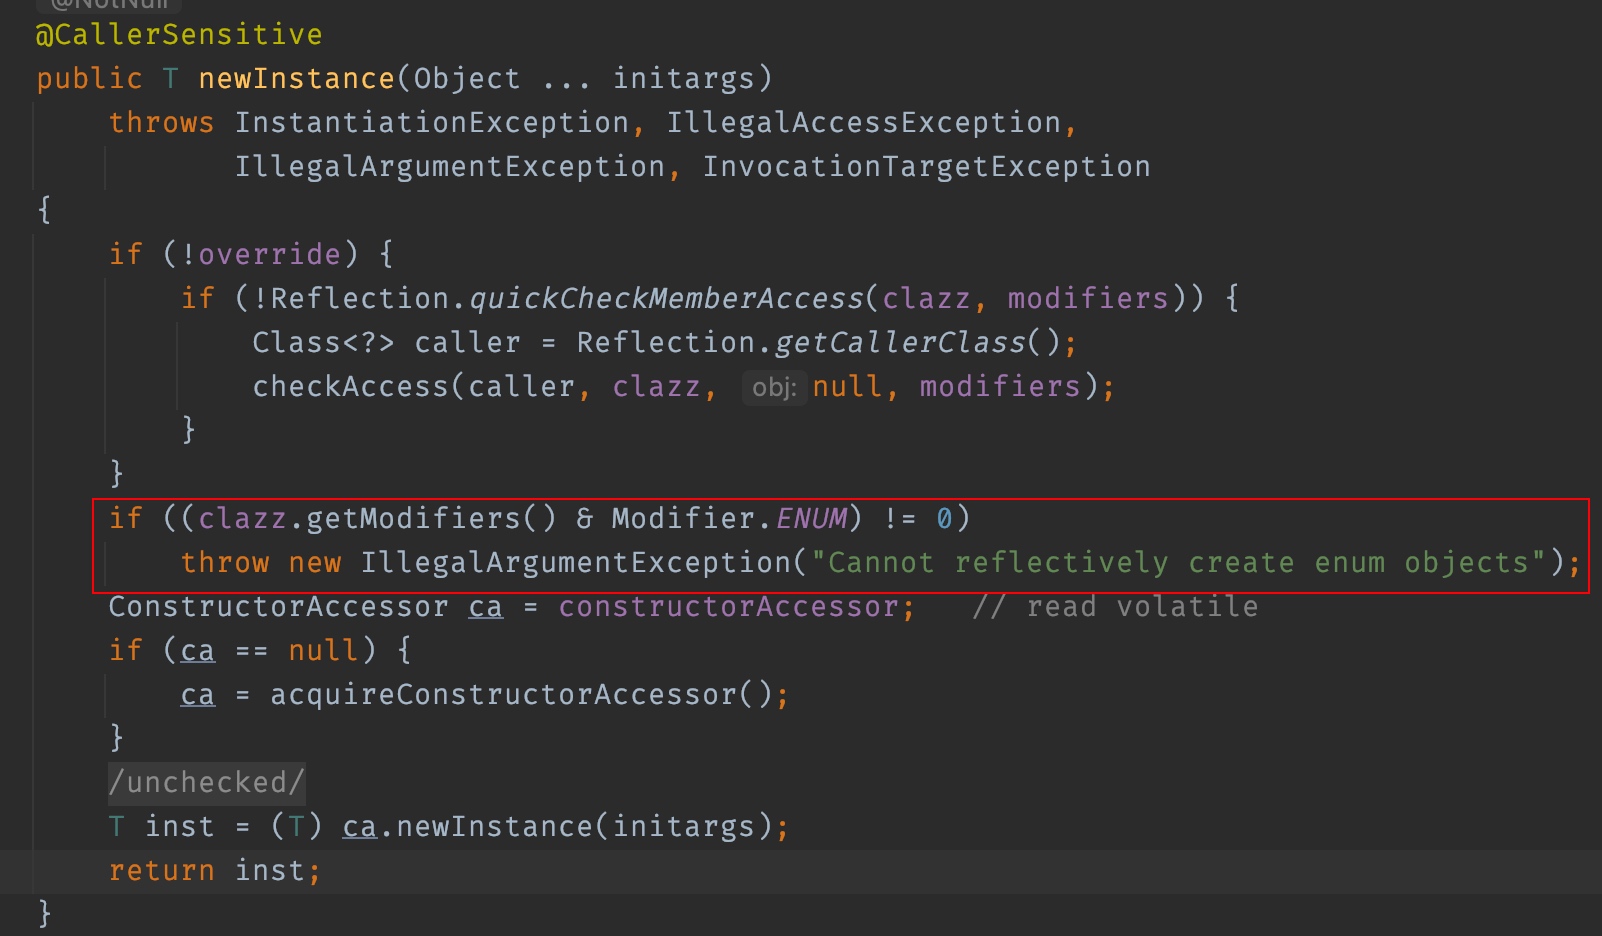 @NotNull
@CallerSensitive
public T newInstance(Object ... initargs)
    throws InstantiationException, IllegalAccessException,
           IllegalArgumentException, InvocationTargetException
{
    if (!override) {
        if (!Reflection.quickCheckMemberAccess(clazz, modifiers)) {
            Class<?> caller = Reflection.getCallerClass();
            checkAccess(caller, clazz, obj: null, modifiers);
        }
    }
    if ((clazz.getModifiers() & Modifier.ENUM) != 0)
        throw new IllegalArgumentException("Cannot reflectively create enum objects");
    ConstructorAccessor ca = constructorAccessor;   // read volatile
    if (ca == null) {
        ca = acquireConstructorAccessor();
    }
    /unchecked/
    T inst = (T) ca.newInstance(initargs);
    return inst;
}